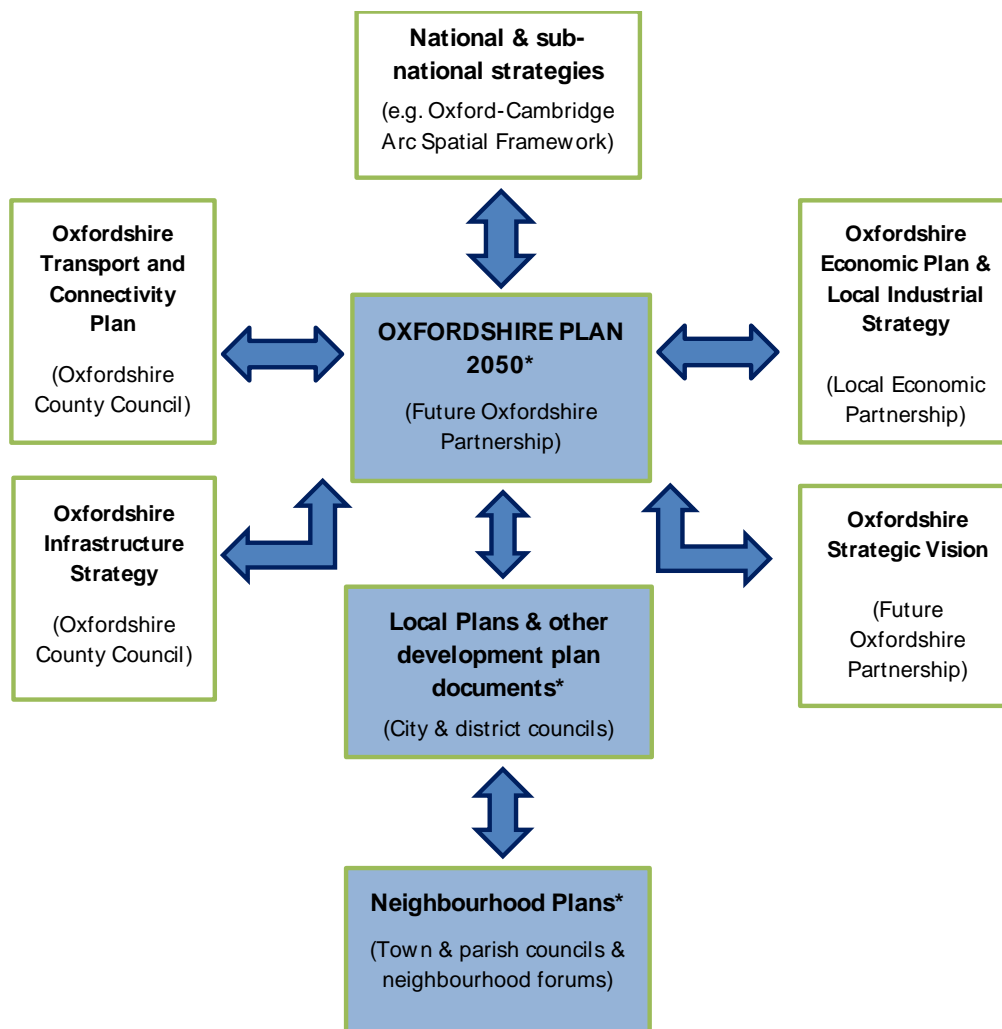 National & sub-
national strategies
(e.g. Oxford-Cambridge
Arc Spatial Framework)
Oxfordshire
Transport and
Connectivity
Plan
(Oxfordshire
County Council)
OXFORDSHIRE PLAN
2050*
(Future Oxfordshire
Partnership)
Oxfordshire
Economic Plan &
Local Industrial
Strategy
(Local Economic
Partnership)
Oxfordshire
Infrastructure
Strategy
(Oxfordshire
County Council)
Oxfordshire
Strategic Vision
(Future
Oxfordshire
Partnership)
Local Plans & other
development plan
documents*
(City & district councils)
Neighbourhood Plans*
(Town & parish councils &
neighbourhood forums)